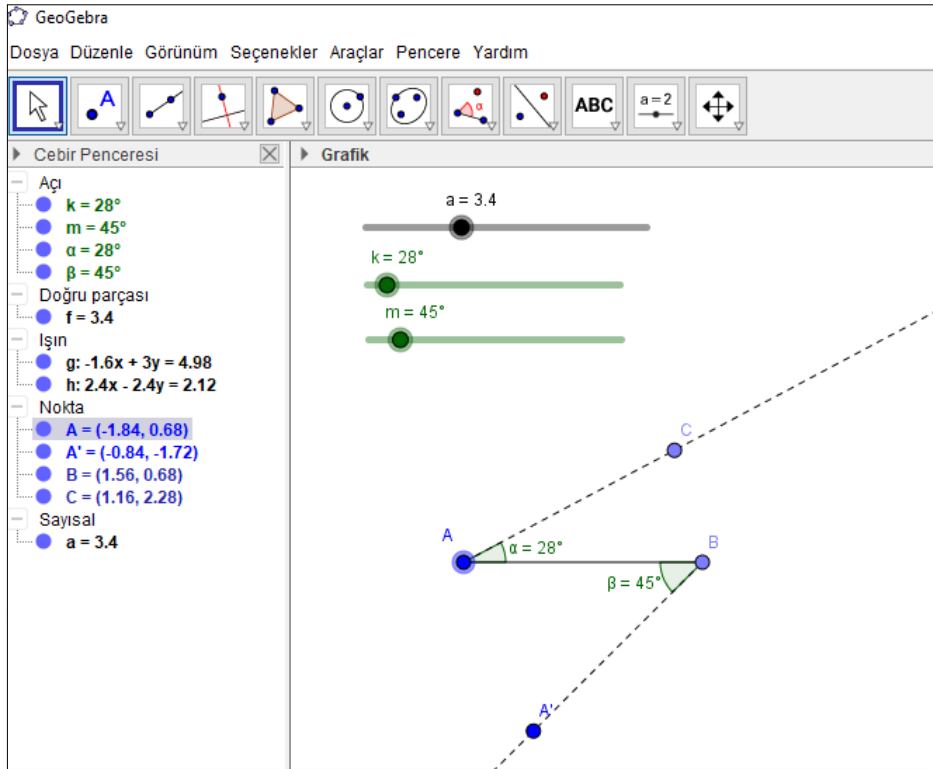 GeoGebra
Dosya Düzenle Görünüm Seçenekler Araçlar Pencere Yardım
A
α
ABC
a = 2
Cebir Penceresi
Grafik
Açı
k = 28°
m = 45°
α = 28°
β = 45°
Doğru parçası
f = 3.4
Işın
g: -1.6x + 3y = 4.98
h: 2.4x - 2.4y = 2.12
Nokta
A = (-1.84, 0.68)
A' = (-0.84, -1.72)
B = (1.56, 0.68)
C = (1.16, 2.28)
Sayısal
a = 3.4
a = 3.4
k = 28°
m = 45°
C
A
α = 28°
B
β = 45°
A'